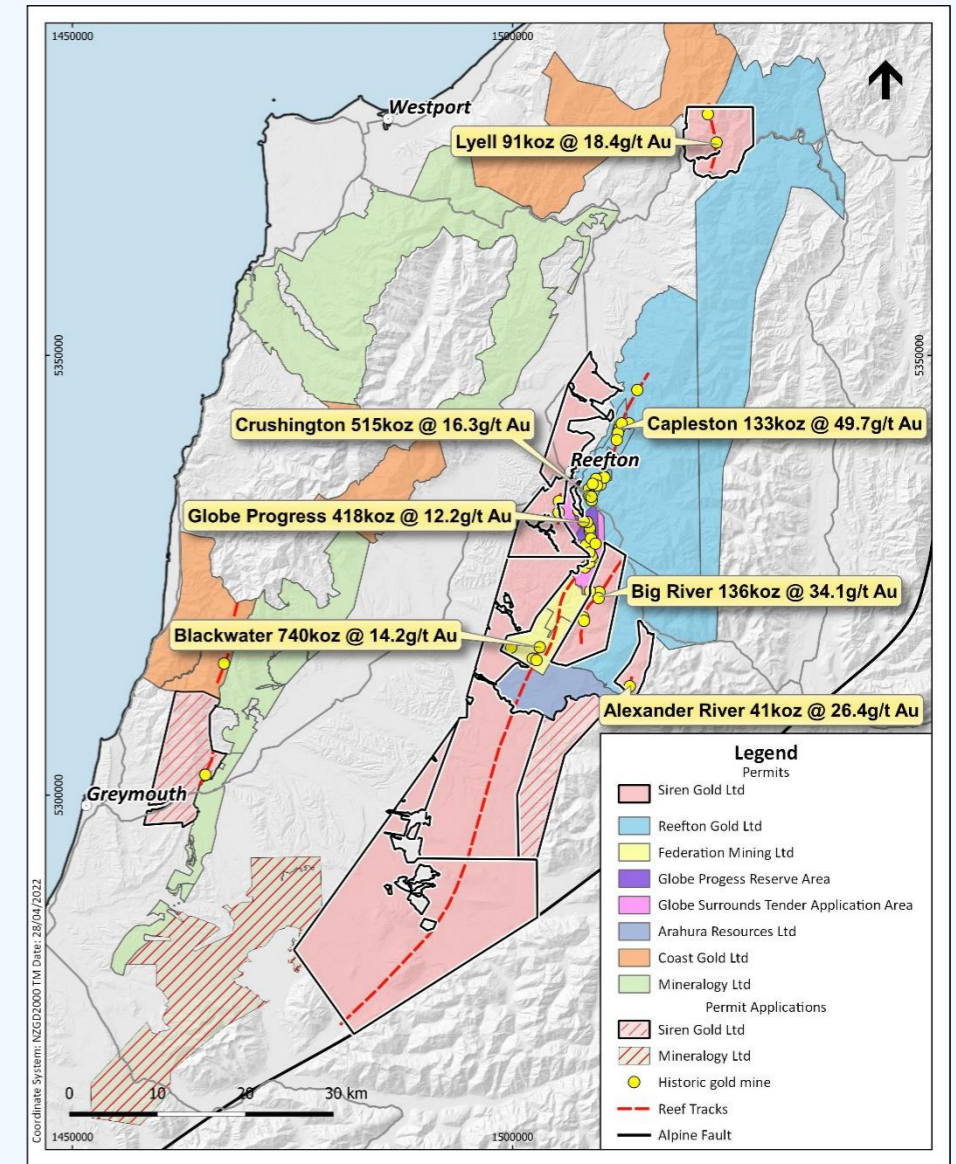 1450000
1500000
Westport
Lyell 91koz @ 18.4g/t Au
5350000
5350000
Crushington 515koz @ 16.3g/t Au
Capleston 133koz @ 49.7g/t Au
Reefton
Globe Progress 418koz @ 12.2g/t Au
Big River 136koz @ 34.1g/t Au
Blackwater 740koz @ 14.2g/t Au
Alexander River 41koz @ 26.4g/t Au
5300000
Greymouth
Legend
Permits
Siren Gold Ltd
Reefton Gold Ltd
Federation Mining Ltd
Globe Progess Reserve Area
Globe Surrounds Tender Application Area
Arahura Resources Ltd
Coast Gold Ltd
Mineralogy Ltd
Permit Applications
Siren Gold Ltd
Mineralogy Ltd
Historic gold mine
Reef Tracks
Alpine Fault
0 10 20 30 km
Coordinate System: NZGD2000 TM Date: 28/04/2022
1450000
1500000